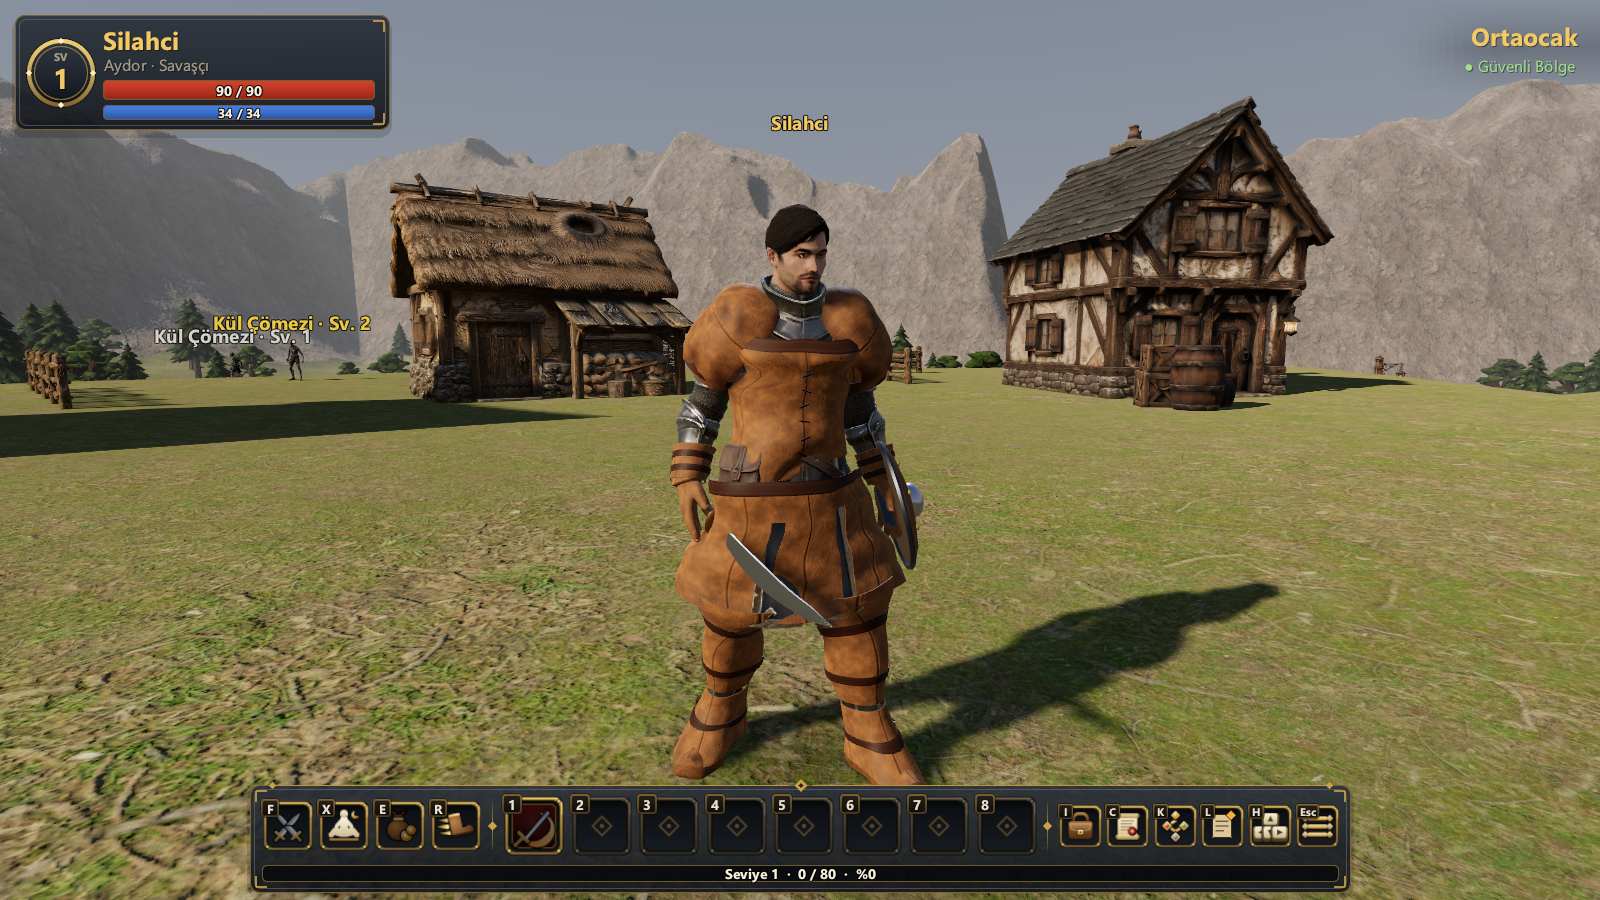 SV
1
Silahci
Aydor · Savaşçı
90 / 90
34 / 34
Ortaocak
Güvenli Bölge
Silahci
Kül Çömezi · Sv. 2
Kül Çömezi · Sv. 1
F X E R 1 2 3 4 5 6 7 8 I C K L H Esc
Seviye 1 · 0 / 80 · %0